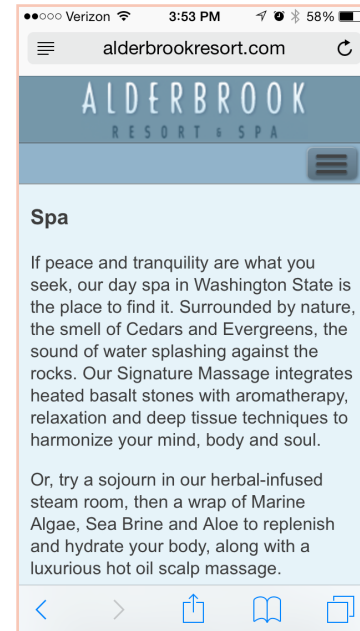 Verizon 3:53 PM 58%
alderbrookresort.com
ALDERBROOK
RESORT & SPA
Spa
If peace and tranquility are what you
seek, our day spa in Washington State is
the place to find it. Surrounded by nature,
the smell of Cedars and Evergreens, the
sound of water splashing against the
rocks. Our Signature Massage integrates
heated basalt stones with aromatherapy,
relaxation and deep tissue techniques to
harmonize your mind, body and soul.
Or, try a sojourn in our herbal-infused
steam room, then a wrap of Marine
Algae, Sea Brine and Aloe to replenish
and hydrate your body, along with a
luxurious hot oil scalp massage.